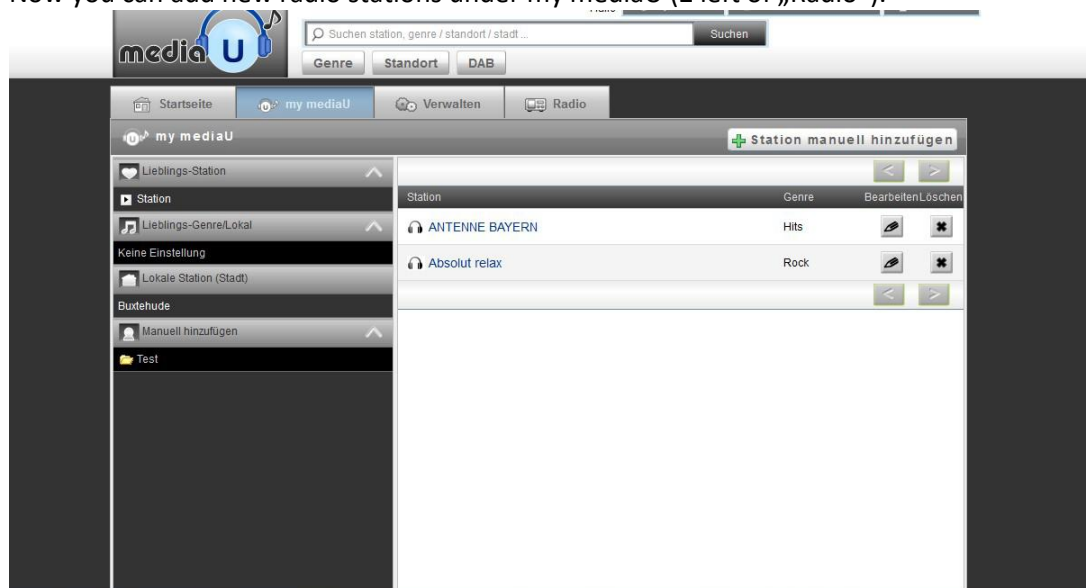 Now you can add new radio stations under my mediaU (2 left of „Radio“).
media U
Suchen station, genre / standort / stadt ...
Suchen
Genre Standort DAB
Startseite my mediaU Verwalten Radio
my mediaU
Station manuell hinzufügen
Lieblings-Station
< >
Station
Station Genre Bearbeiten Löschen
Lieblings-Genre/Lokal
ANTENNE BAYERN Hits
Keine Einstellung
Absolut relax Rock
Lokale Station (Stadt)
< >
Buxtehude
Manuell hinzufügen
Test